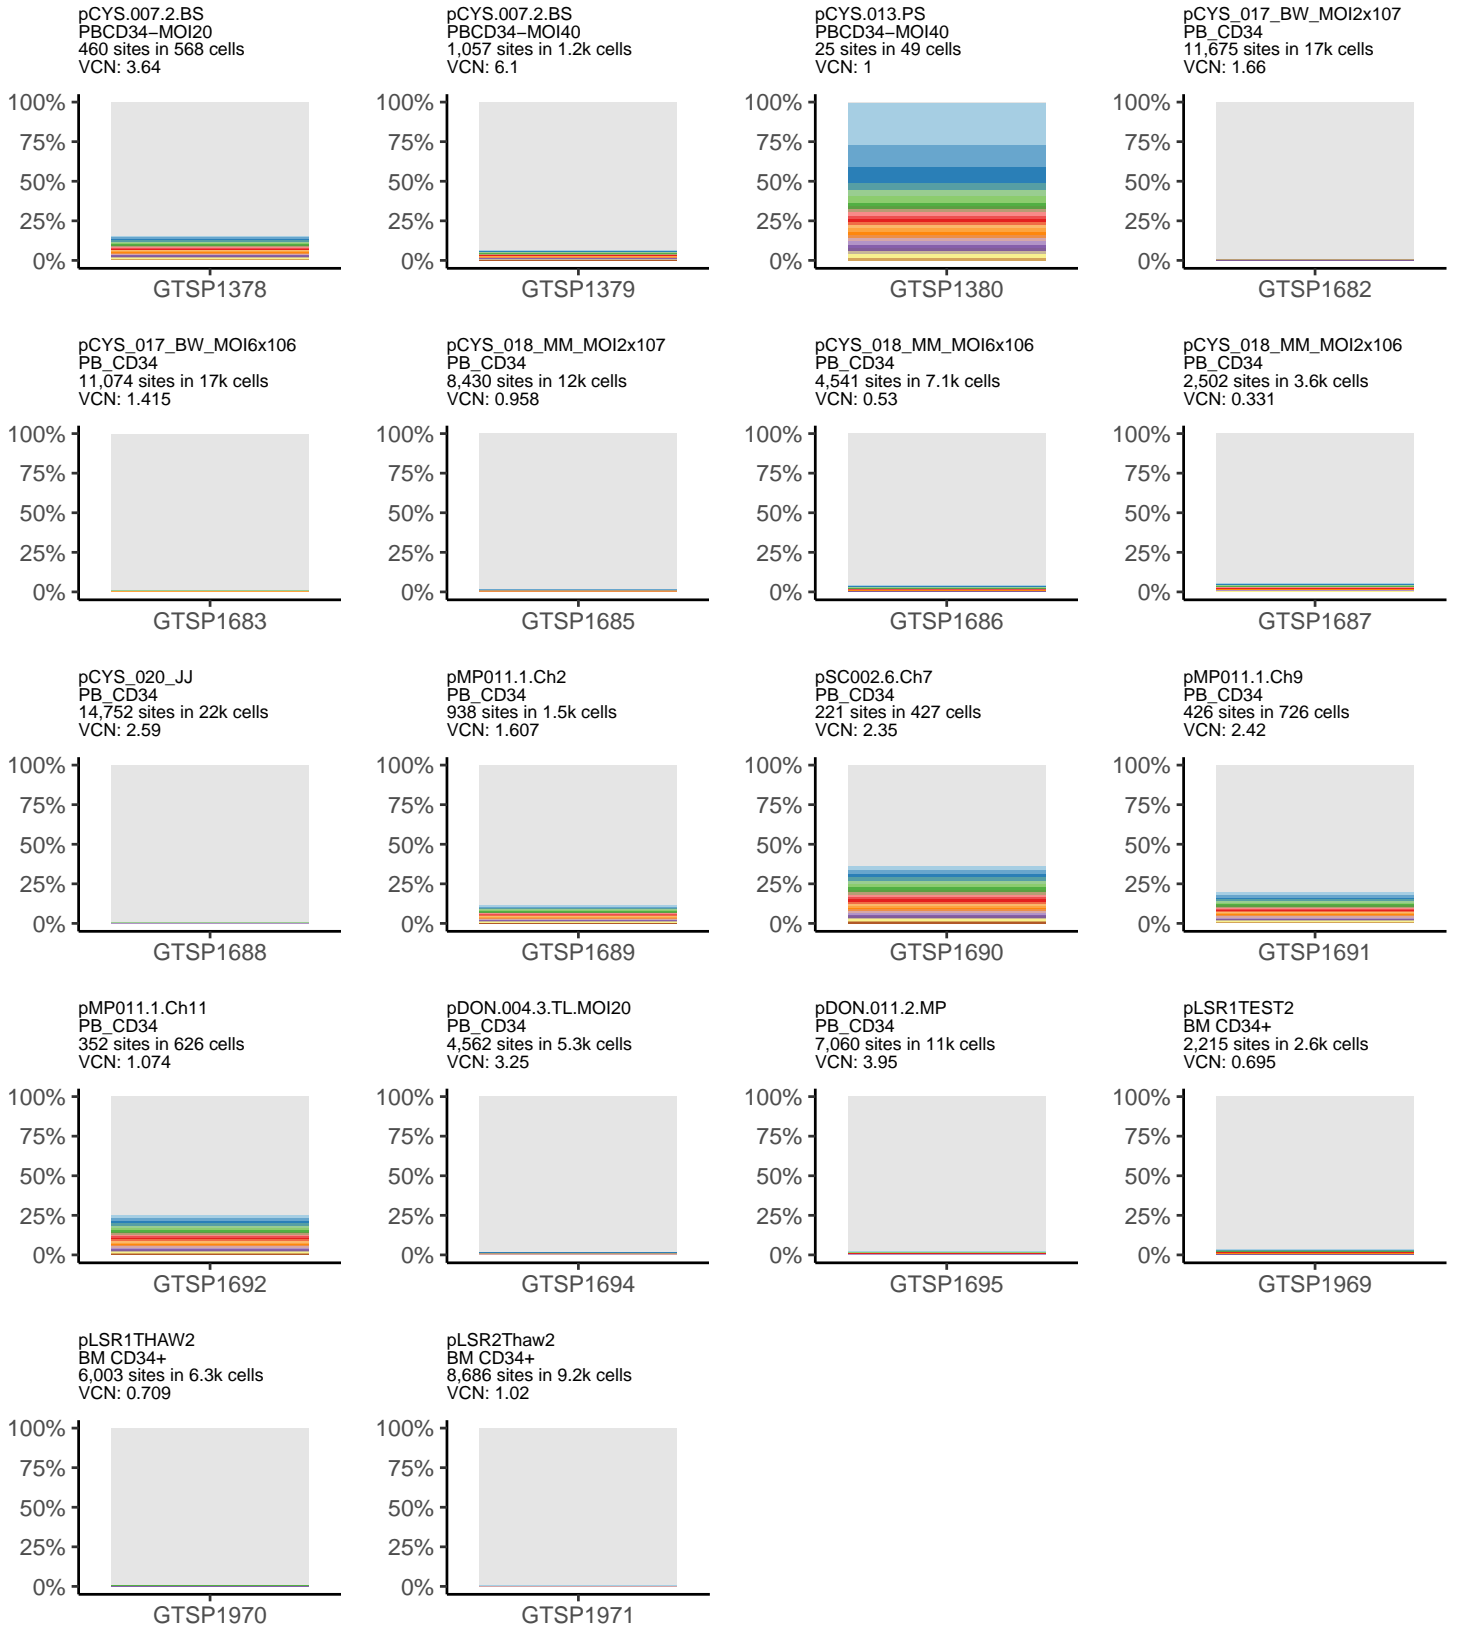 pCYS.007.2.BS
PBCD34−MOI20
460 sites in 568 cells
VCN: 3.64
100%
75%
50%
25%
0%
GTSP1378
pCYS.007.2.BS
PBCD34−MOI40
1,057 sites in 1.2k cells
VCN: 6.1
100%
75%
50%
25%
0%
GTSP1379
pCYS.013.PS
PBCD34−MOI40
25 sites in 49 cells
VCN: 1
100%
75%
50%
25%
0%
GTSP1380
pCYS_017_BW_MOI2x107
PB_CD34
11,675 sites in 17k cells
VCN: 1.66
100%
75%
50%
25%
0%
GTSP1682
pCYS_017_BW_MOI6x106
PB_CD34
11,074 sites in 17k cells
VCN: 1.415
100%
75%
50%
25%
0%
GTSP1683
pCYS_018_MM_MOI2x107
PB_CD34
8,430 sites in 12k cells
VCN: 0.958
100%
75%
50%
25%
0%
GTSP1685
pCYS_018_MM_MOI6x106
PB_CD34
4,541 sites in 7.1k cells
VCN: 0.53
100%
75%
50%
25%
0%
GTSP1686
pCYS_018_MM_MOI2x106
PB_CD34
2,502 sites in 3.6k cells
VCN: 0.331
100%
75%
50%
25%
0%
GTSP1687
pCYS_020_JJ
PB_CD34
14,752 sites in 22k cells
VCN: 2.59
100%
75%
50%
25%
0%
GTSP1688
pMP011.1.Ch2
PB_CD34
938 sites in 1.5k cells
VCN: 1.607
100%
75%
50%
25%
0%
GTSP1689
pSC002.6.Ch7
PB_CD34
221 sites in 427 cells
VCN: 2.35
100%
75%
50%
25%
0%
GTSP1690
pMP011.1.Ch9
PB_CD34
426 sites in 726 cells
VCN: 2.42
100%
75%
50%
25%
0%
GTSP1691
pMP011.1.Ch11
PB_CD34
352 sites in 626 cells
VCN: 1.074
100%
75%
50%
25%
0%
GTSP1692
pDON.004.3.TL.MOI20
PB_CD34
4,562 sites in 5.3k cells
VCN: 3.25
100%
75%
50%
25%
0%
GTSP1694
pDON.011.2.MP
PB_CD34
7,060 sites in 11k cells
VCN: 3.95
100%
75%
50%
25%
0%
GTSP1695
pLSR1TEST2
BM CD34+
2,215 sites in 2.6k cells
VCN: 0.695
100%
75%
50%
25%
0%
GTSP1969
pLSR1THAW2
BM CD34+
6,003 sites in 6.3k cells
VCN: 0.709
100%
75%
50%
25%
0%
GTSP1970
pLSR2Thaw2
BM CD34+
8,686 sites in 9.2k cells
VCN: 1.02
100%
75%
50%
25%
0%
GTSP1971